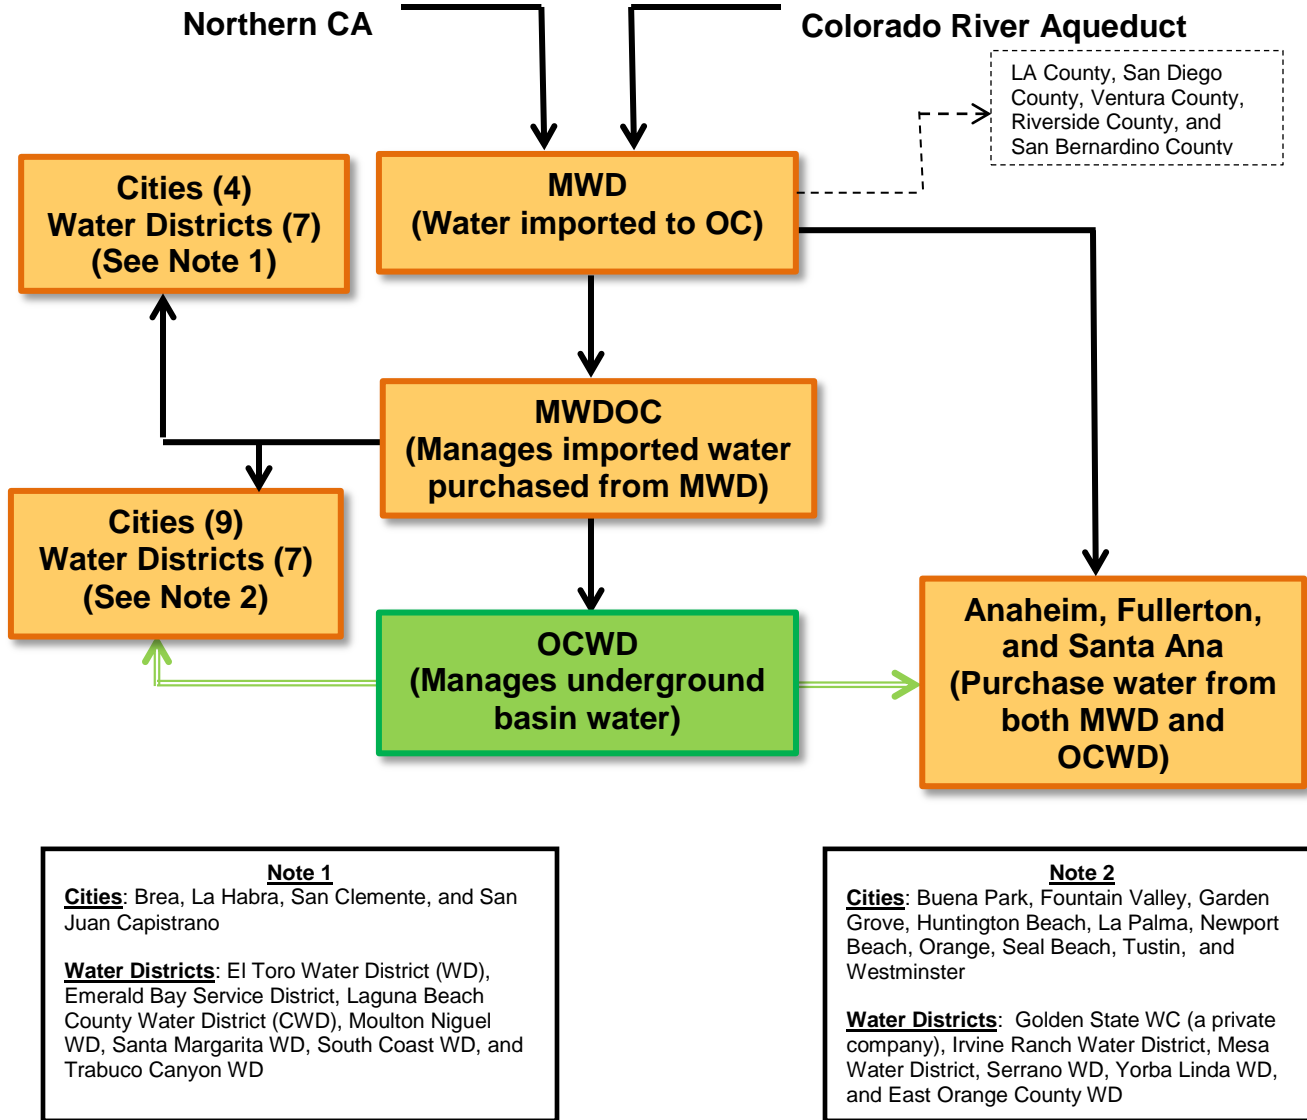 Northern CA
Colorado River Aqueduct
LA County, San Diego
County, Ventura County,
Riverside County, and
San Bernardino County
Cities (4)
Water Districts (7)
(See Note 1)
MWD
(Water imported to OC)
MWDOC
(Manages imported water
purchased from MWD)
Cities (9)
Water Districts (7)
(See Note 2)
OCWD
(Manages underground
basin water)
Anaheim, Fullerton,
and Santa Ana
(Purchase water from
both MWD and
OCWD)
Note 1
Cities: Brea, La Habra, San Clemente, and San
Juan Capistrano
Water Districts: El Toro Water District (WD),
Emerald Bay Service District, Laguna Beach
County Water District (CWD), Moulton Niguel
WD, Santa Margarita WD, South Coast WD, and
Trabuco Canyon WD
Note 2
Cities: Buena Park, Fountain Valley, Garden
Grove, Huntington Beach, La Palma, Newport
Beach, Orange, Seal Beach, Tustin, and
Westminster
Water Districts: Golden State WC (a private
company), Irvine Ranch Water District, Mesa
Water District, Serrano WD, Yorba Linda WD,
and East Orange County WD